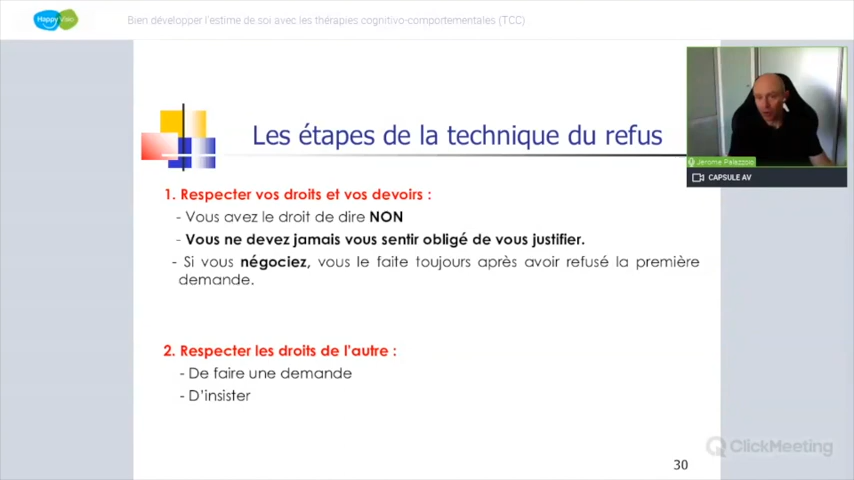 Happy Visio
Bien développer l'estime de soi avec les thérapies cognitivo-comportementales (TCC)
Les étapes de la technique du refus
Jerome Palazzolo
CAPSULE AV
1. Respecter vos droits et vos devoirs :
- Vous avez le droit de dire NON
- Vous ne devez jamais vous sentir obligé de vous justifier.
- Si vous négociez, vous le faite toujours après avoir refusé la première
demande.
2. Respecter les droits de l'autre :
- De faire une demande
- D'insister
30
ClickMeeting